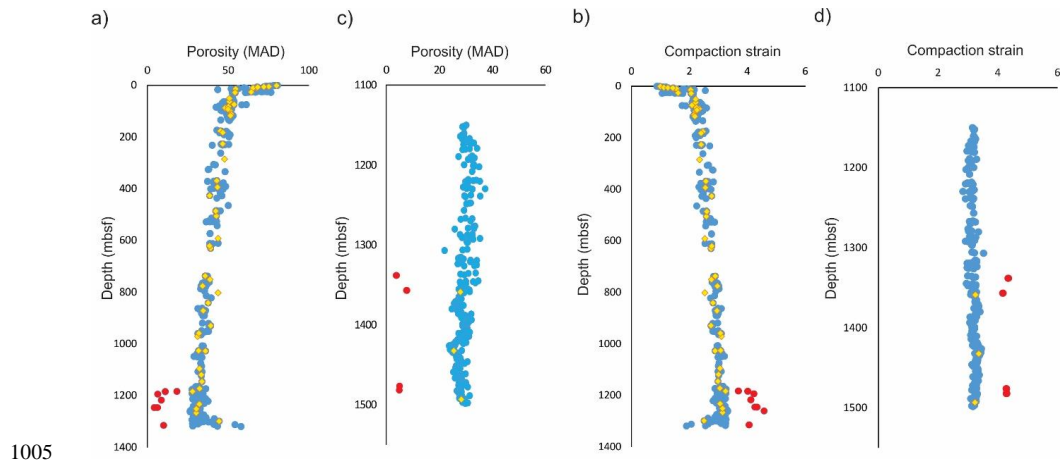 a)
Porosity (MAD)
0 50 100
Depth (mbsf)
0
200
400
600
800
1000
1200
1400
c)
Porosity (MAD)
0 20 40 60
Depth (mbsf)
1100
1200
1300
1400
1500
b)
Compaction strain
0 2 4 6
Depth (mbsf)
0
200
400
600
800
1000
1200
1400
d)
Compaction strain
0 2 4 6
Depth (mbsf)
1100
1200
1300
1400
1500
1005